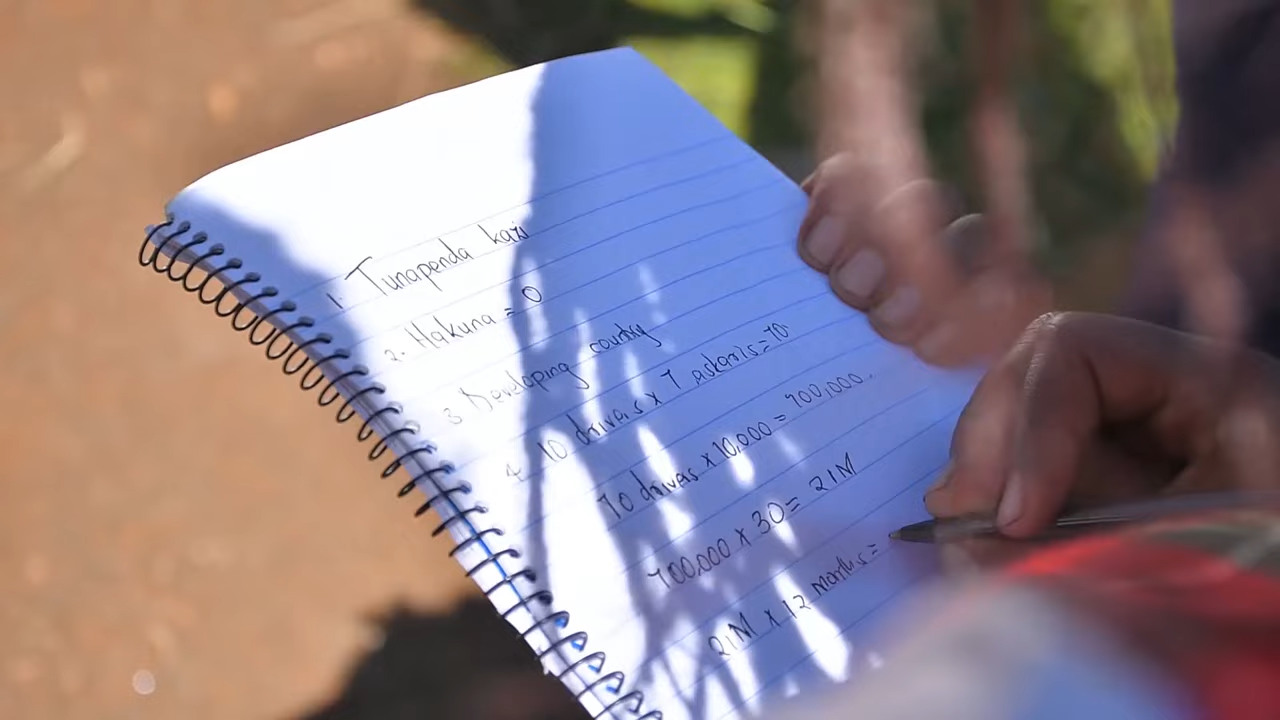 1. Tunapenda kazi
2. Hakuna = 0
3 Developing country
4 10 drivers x 7 askaris = 70
70 drivers x 10,000 = 700,000.
700,000 x 30 = 21M
21M x 12 months =